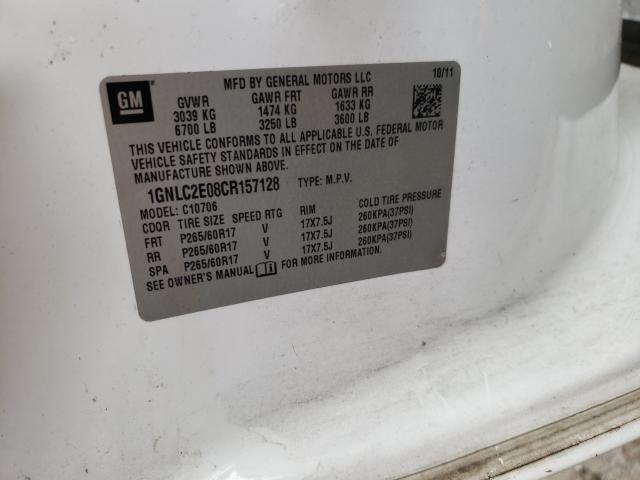 GM
MFD BY GENERAL MOTORS LLC 10/11
GVWR GAWR FRT GAWR RR
3039 KG 1474 KG 1633 KG
6700 LB 3250 LB 3600 LB
THIS VEHICLE CONFORMS TO ALL APPLICABLE U.S. FEDERAL MOTOR
VEHICLE SAFETY STANDARDS IN EFFECT ON THE DATE OF
MANUFACTURE SHOWN ABOVE.
1GNLC2E08CR157128 TYPE: M.P.V.
MODEL: C10706
CDQR TIRE SIZE SPEED RTG RIM COLD TIRE PRESSURE
FRT P265/60R17 V 17X7.5J 260KPA(37PSI)
RR P265/60R17 V 17X7.5J 260KPA(37PSI)
SPA P265/60R17 V 17X7.5J 260KPA(37PSI)
SEE OWNER'S MANUAL FOR MORE INFORMATION.